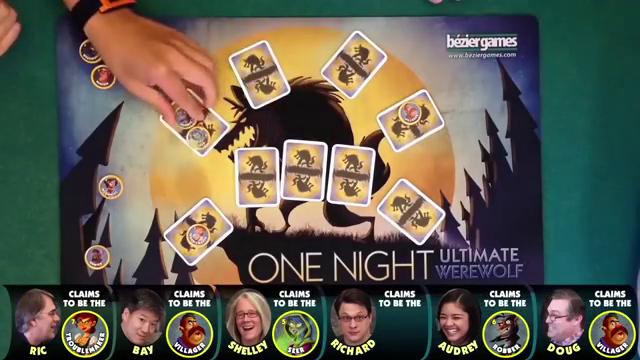 béziergames
www.beziergames.com
ONE NIGHT
ULTIMATE
WEREWOLF
CLAIMS
TO BE THE
RIC
TROUBLEMAKER
CLAIMS
TO BE THE
BAY
VILLAGER
CLAIMS
TO BE THE
SHELLEY
SEER
CLAIMS
TO BE THE
RICHARD
CLAIMS
TO BE THE
AUDREY
ROBBER
CLAIMS
TO BE THE
DOUG
VILLAGER